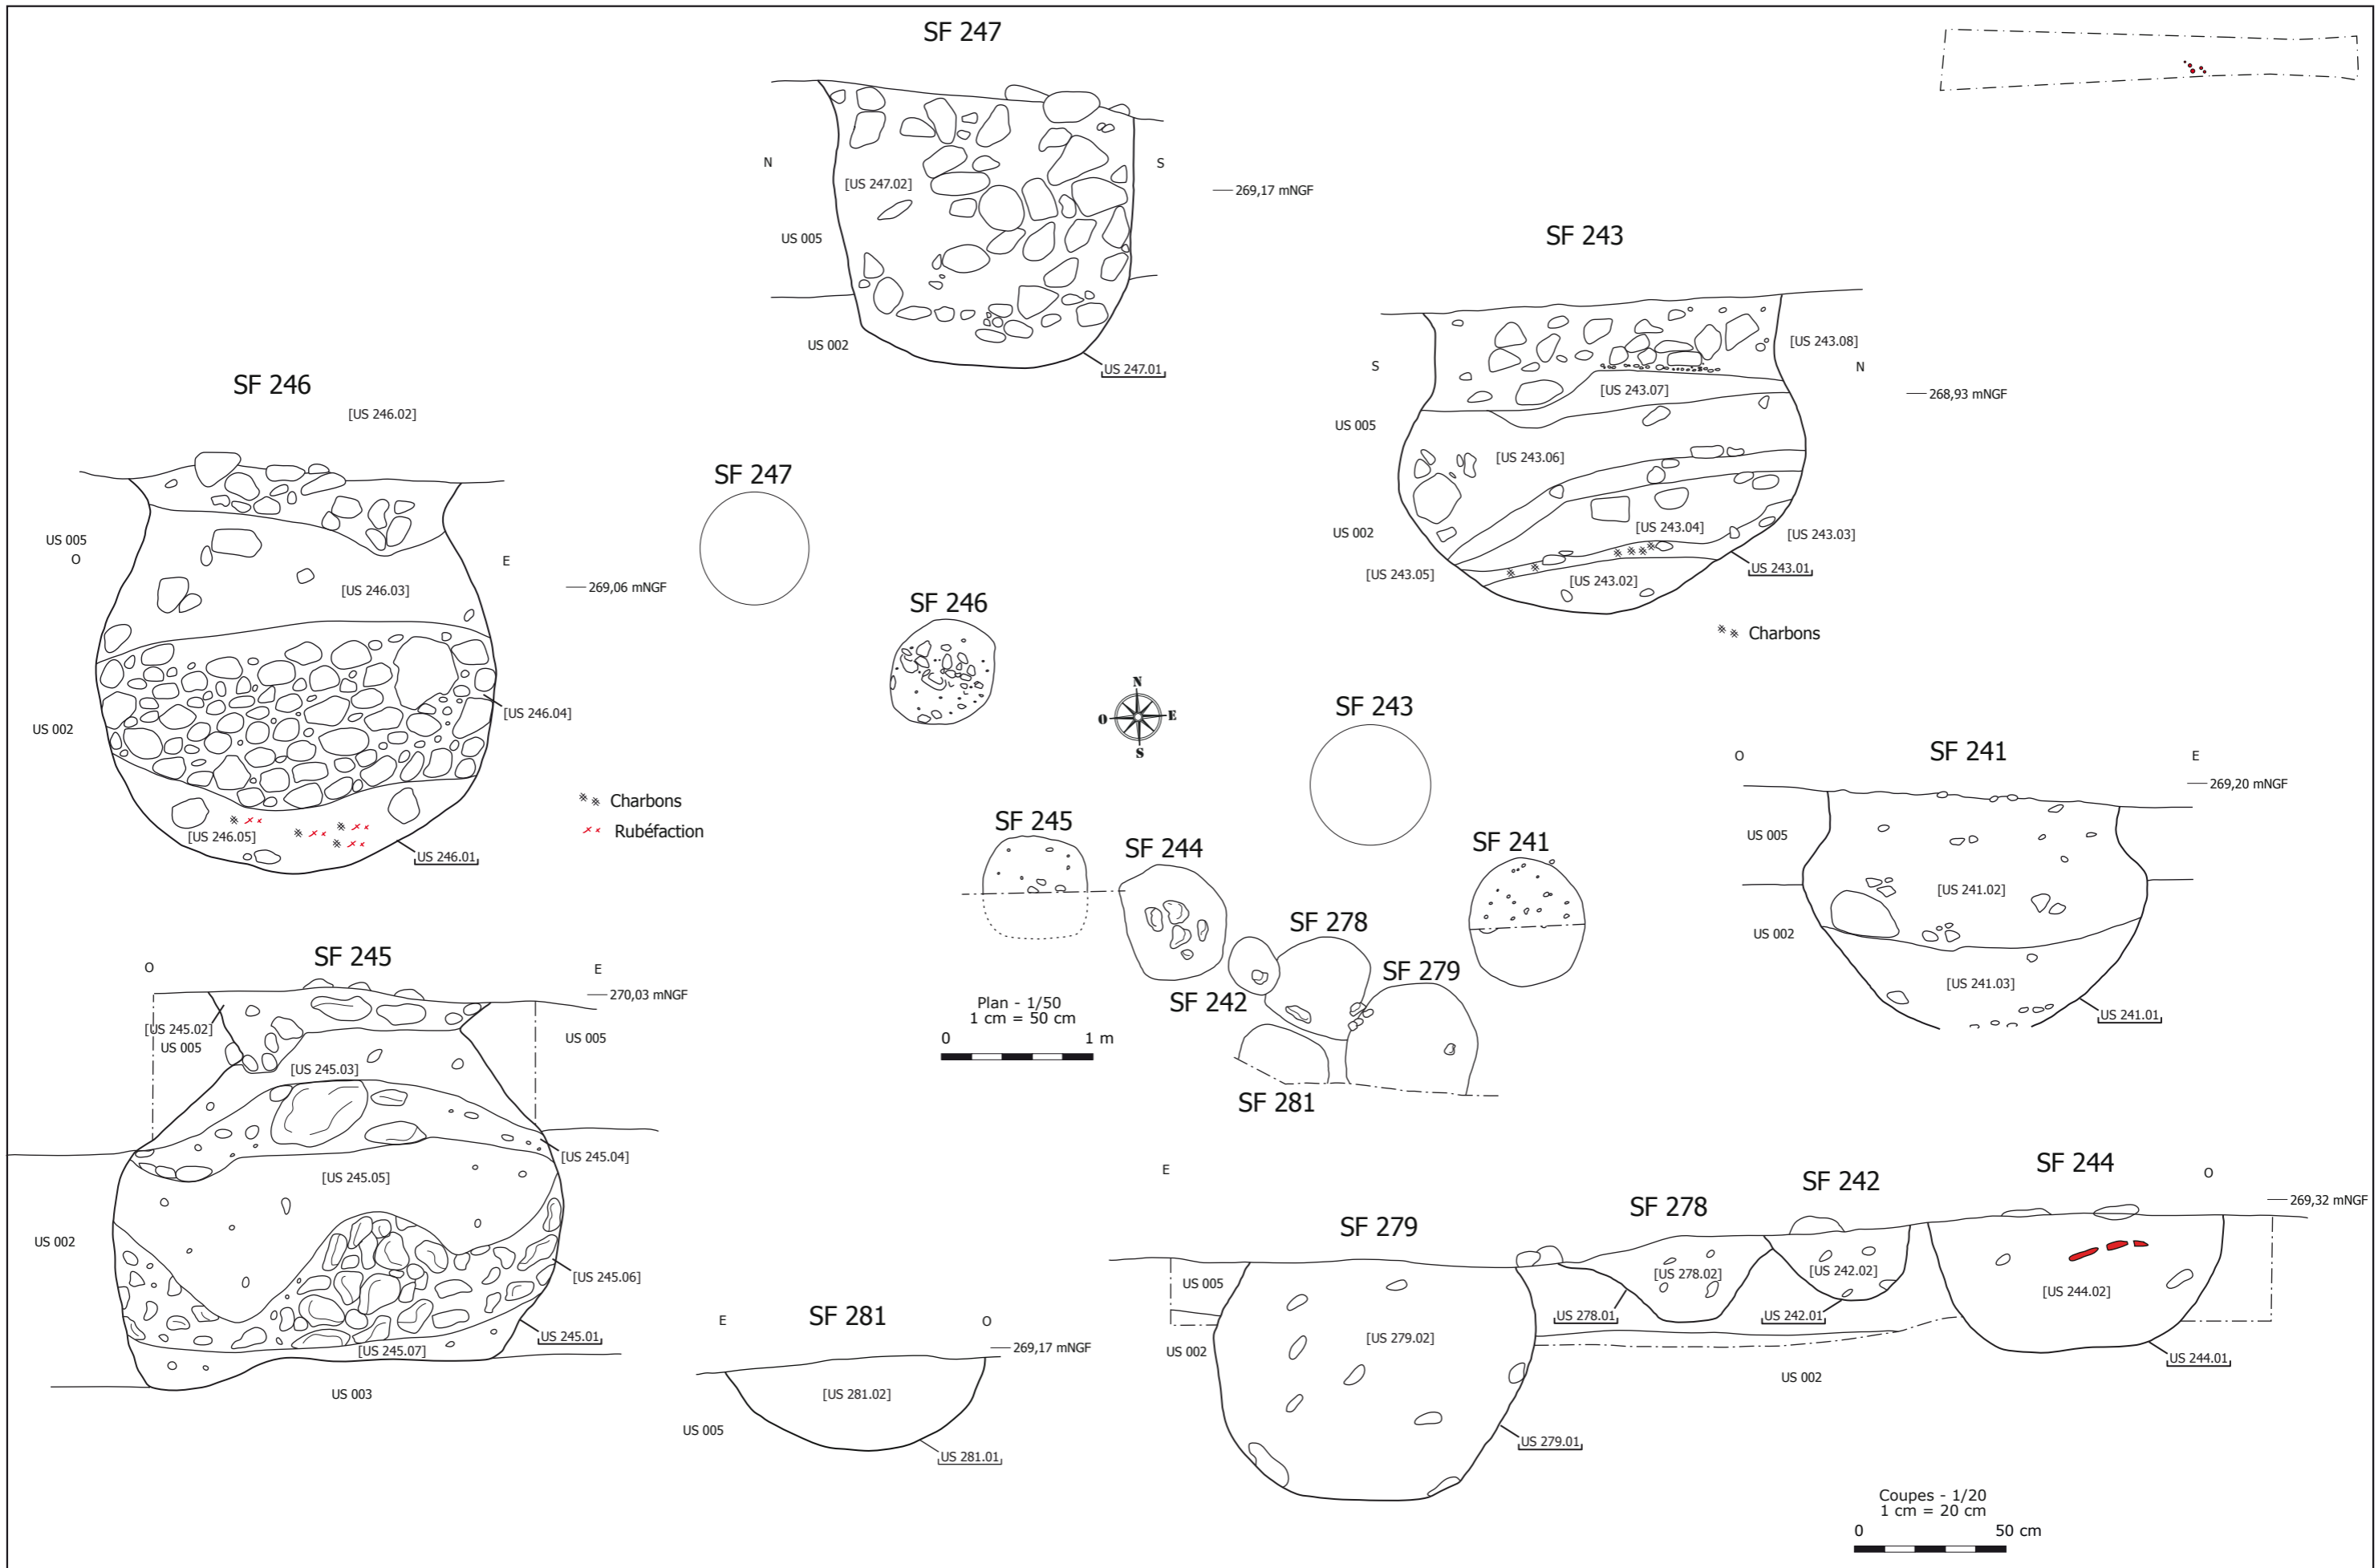 SF 247
N
S
[US 247.02]
269,17 mNGF
US 005
US 002
US 247.01
SF 243
[US 243.08]
S
N
[US 243.07]
268,93 mNGF
US 005
[US 243.06]
US 002
[US 243.04]
[US 243.03]
[US 243.05]
[US 243.02]
US 243.01
Charbons
SF 246
[US 246.02]
US 005
O
E
[US 246.03]
269,06 mNGF
[US 246.04]
US 002
Charbons
[US 246.05]
Rubéfaction
US 246.01
SF 247
SF 246
N
O
E
S
SF 243
SF 245
SF 244
SF 241
SF 278
SF 279
SF 242
SF 281
Plan - 1/50
1 cm = 50 cm
0 1 m
SF 241
O
E
269,20 mNGF
US 005
[US 241.02]
US 002
[US 241.03]
US 241.01
SF 245
O
E
270,03 mNGF
[US 245.02]
US 005
US 005
[US 245.03]
[US 245.04]
[US 245.05]
US 002
[US 245.06]
US 245.01
[US 245.07]
US 003
SF 281
E
O
269,17 mNGF
[US 281.02]
US 005
US 281.01
E
SF 279
SF 278
SF 242
SF 244
O
269,32 mNGF
US 005
[US 278.02]
[US 242.02]
[US 244.02]
US 278.01
US 242.01
[US 279.02]
US 002
US 002
US 244.01
US 279.01
Coupes - 1/20
1 cm = 20 cm
0 50 cm